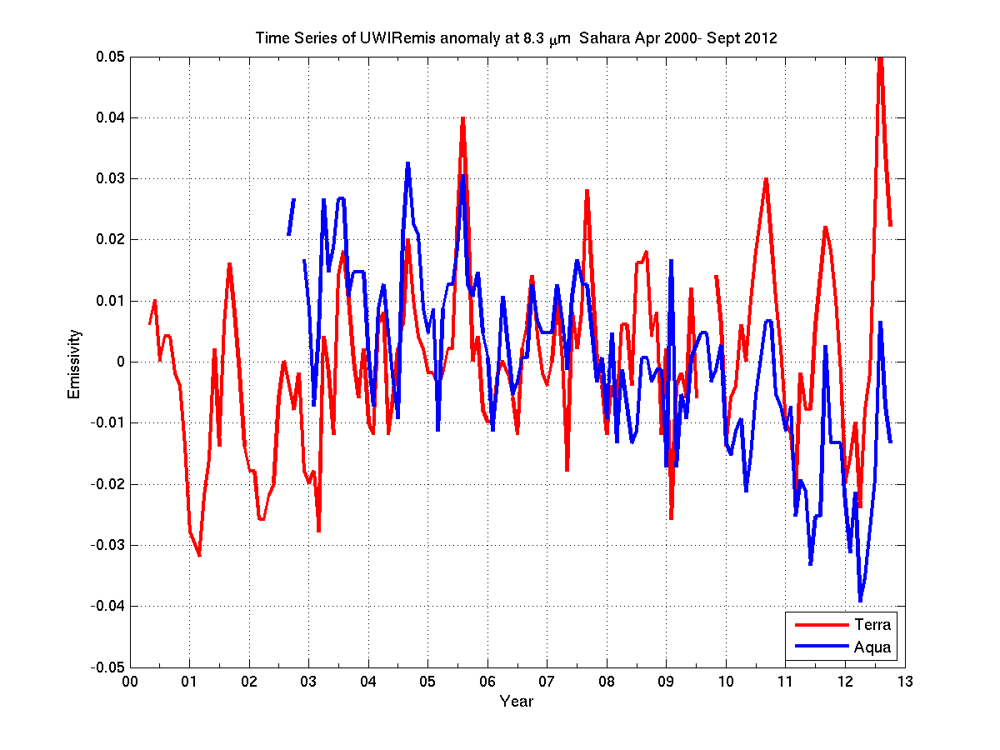 Time Series of UWIRemis anomaly at 8.3 μm  Sahara Apr 2000- Sept 2012
0.05
0.04
0.03
0.02
0.01
0
-0.01
-0.02
-0.03
-0.04
-0.05
Emissivity
00 01 02 03 04 05 06 07 08 09 10 11 12 13
Year
Terra
Aqua